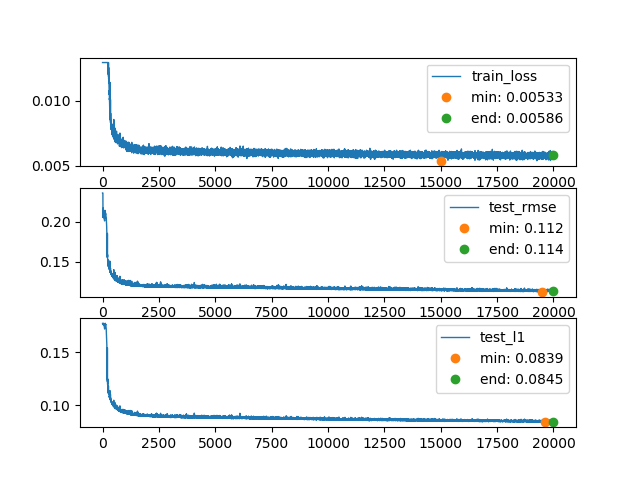 train_loss
min: 0.00533
end: 0.00586
0.010
0.005
0 2500 5000 7500 10000 12500 15000 17500 20000
test_rmse
min: 0.112
end: 0.114
0.20
0.15
0 2500 5000 7500 10000 12500 15000 17500 20000
test_l1
min: 0.0839
end: 0.0845
0.15
0.10
0 2500 5000 7500 10000 12500 15000 17500 20000